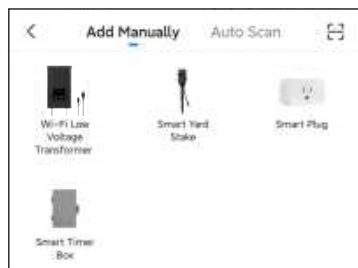 Add Manually Auto Scan
Wi-Fi Low
Voltage
Transformer
Smart Yard
Stake
Smart Plug
Smart Timer
Box